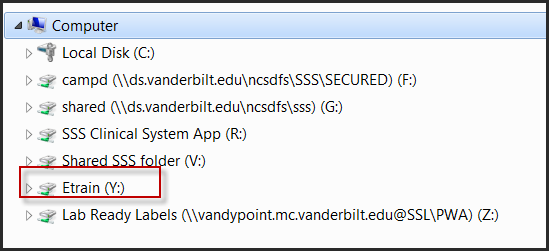 Computer
Local Disk (C:)
campd (\\ds.vanderbilt.edu\ncsdfs\SSS\SECURED) (F:)
shared (\\ds.vanderbilt.edu\ncsdfs\sss) (G:)
SSS Clinical System App (R:)
Shared SSS folder (V:)
Etrain (Y:)
Lab Ready Labels (\\vandypoint.mc.vanderbilt.edu@SSL\PWA) (Z:)